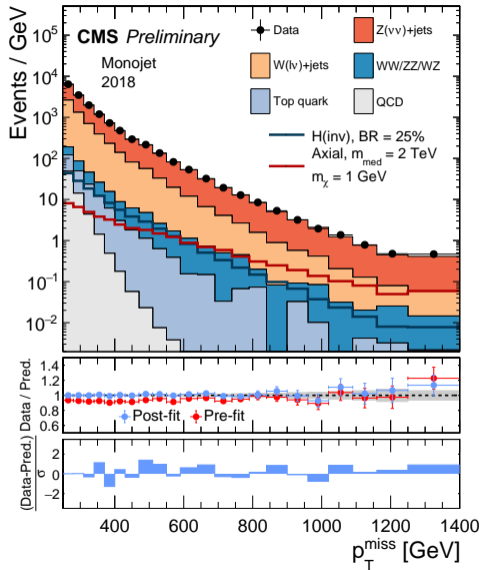 CMS Preliminary
Monojet
2018
Data
Z(νν)+jets
W(lν)+jets
WW/ZZ/WZ
Top quark
QCD
H(inv), BR = 25%
Axial, m_med = 2 TeV
m_χ = 1 GeV
Events / GeV
10^5
10^4
10^3
10^2
10
1
10^−1
10^−2
Data / Pred.
1.4
1.2
1.0
0.8
0.6
Post-fit
Pre-fit
(Data-Pred.)
σ
2
0
−2
400 600 800 1000 1200 1400
p_T^miss [GeV]